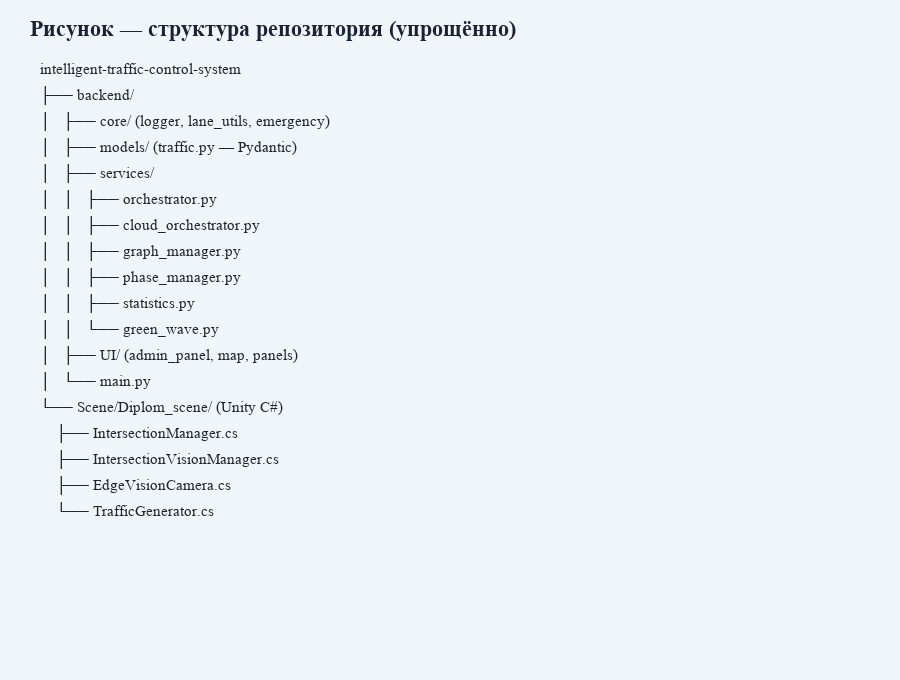 Рисунок — структура репозитория (упрощённо)
intelligent-traffic-control-system
├── backend/
│   ├── core/ (logger, lane_utils, emergency)
│   ├── models/ (traffic.py — Pydantic)
│   ├── services/
│   │   ├── orchestrator.py
│   │   ├── cloud_orchestrator.py
│   │   ├── graph_manager.py
│   │   ├── phase_manager.py
│   │   ├── statistics.py
│   │   └── green_wave.py
│   ├── UI/ (admin_panel, map, panels)
│   └── main.py
└── Scene/Diplom_scene/ (Unity C#)
    ├── IntersectionManager.cs
    ├── IntersectionVisionManager.cs
    ├── EdgeVisionCamera.cs
    └── TrafficGenerator.cs